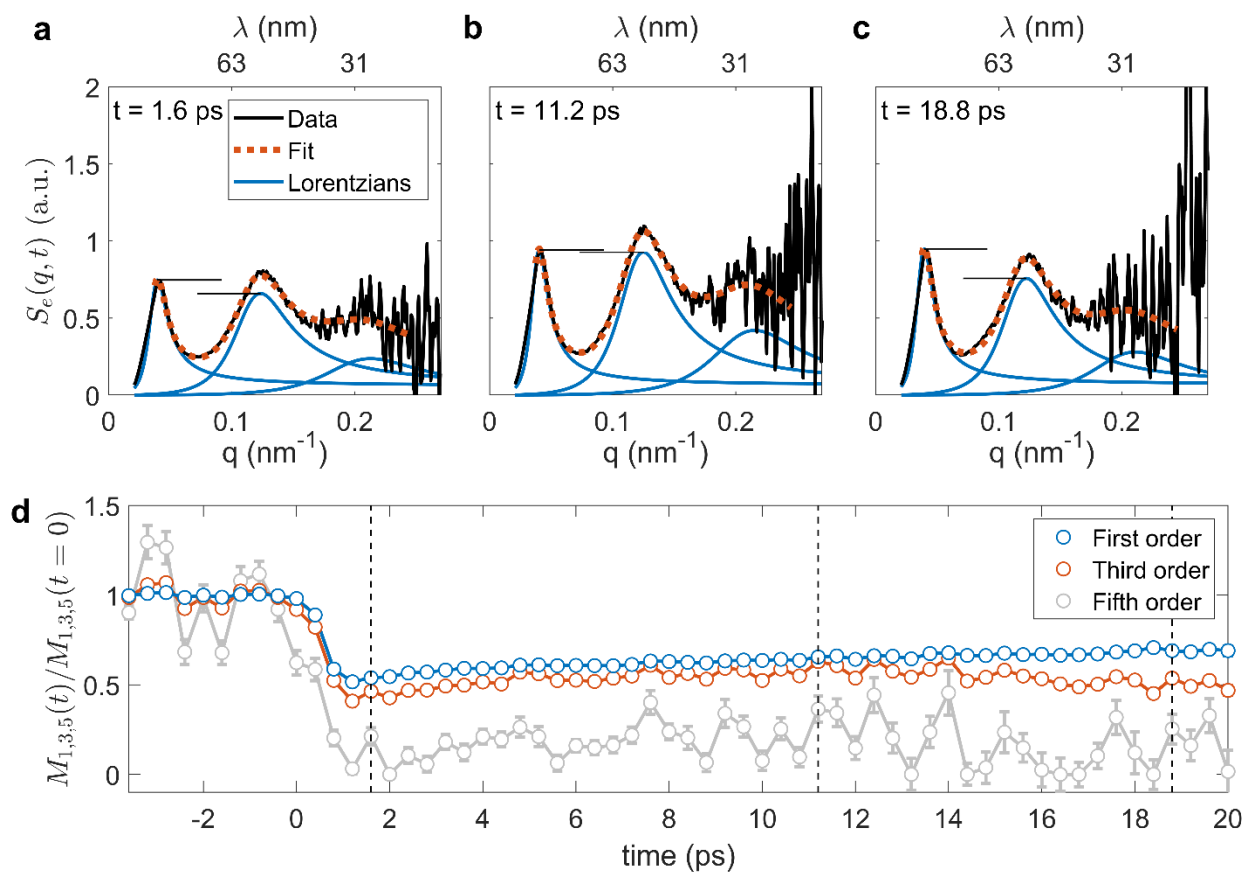 a
λ (nm)
63 31
2
1.5
1
0.5
0
S_e(q, t) (a.u.)
t = 1.6 ps
Data
Fit
Lorentzians
0 0.1 0.2
q (nm⁻¹)
b
λ (nm)
63 31
t = 11.2 ps
0 0.1 0.2
q (nm⁻¹)
c
λ (nm)
63 31
t = 18.8 ps
0 0.1 0.2
q (nm⁻¹)
d
1.5
1
0.5
0
M_{1,3,5}(t)/M_{1,3,5}(t = 0)
First order
Third order
Fifth order
-2 0 2 4 6 8 10 12 14 16 18 20
time (ps)